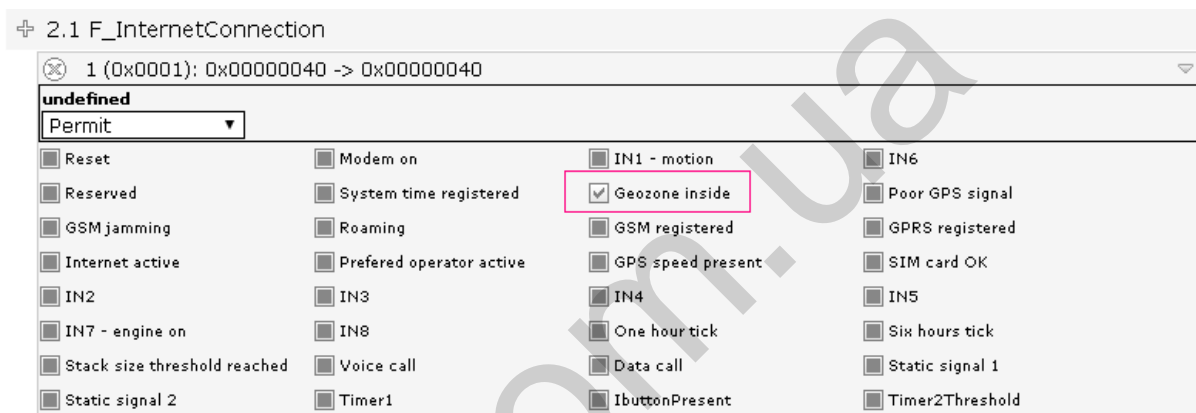 2.1 F_InternetConnection
1 (0x0001): 0x00000040 -> 0x00000040
undefined
Permit
Reset Modem on IN1 - motion IN6
Reserved System time registered Geozone inside Poor GPS signal
GSM jamming Roaming GSM registered GPRS registered
Internet active Prefered operator active GPS speed present SIM card OK
IN2 IN3 IN4 IN5
IN7 - engine on IN8 One hour tick Six hours tick
Stack size threshold reached Voice call Data call Static signal 1
Static signal 2 Timer1 IbuttonPresent Timer2Threshold
om.ua